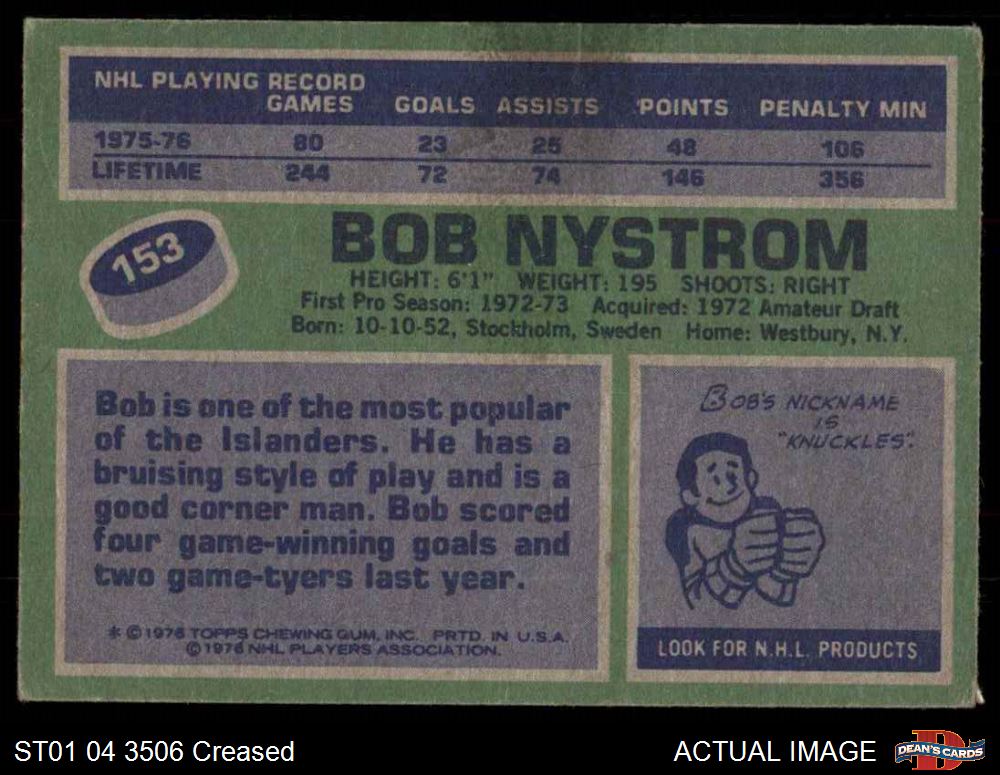 NHL PLAYING RECORD
GAMES GOALS ASSISTS POINTS PENALTY MIN
1975-76 80 23 25 48 106
LIFETIME 244 72 74 146 356
153
BOB NYSTROM
HEIGHT: 6'1" WEIGHT: 195 SHOOTS: RIGHT
First Pro Season: 1972-73 Acquired: 1972 Amateur Draft
Born: 10-10-52, Stockholm, Sweden Home: Westbury, N.Y.
Bob is one of the most popular
of the Islanders. He has a
bruising style of play and is a
good corner man. Bob scored
four game-winning goals and
two game-tyers last year.
* © 1976 TOPPS CHEWING GUM, INC. PRTD. IN U.S.A.
© 1976 NHL PLAYERS ASSOCIATION.
BOB'S NICKNAME
IS
"KNUCKLES".
LOOK FOR N.H.L. PRODUCTS
ST01 04 3506 Creased
ACTUAL IMAGE
D
DEAN'S CARDS